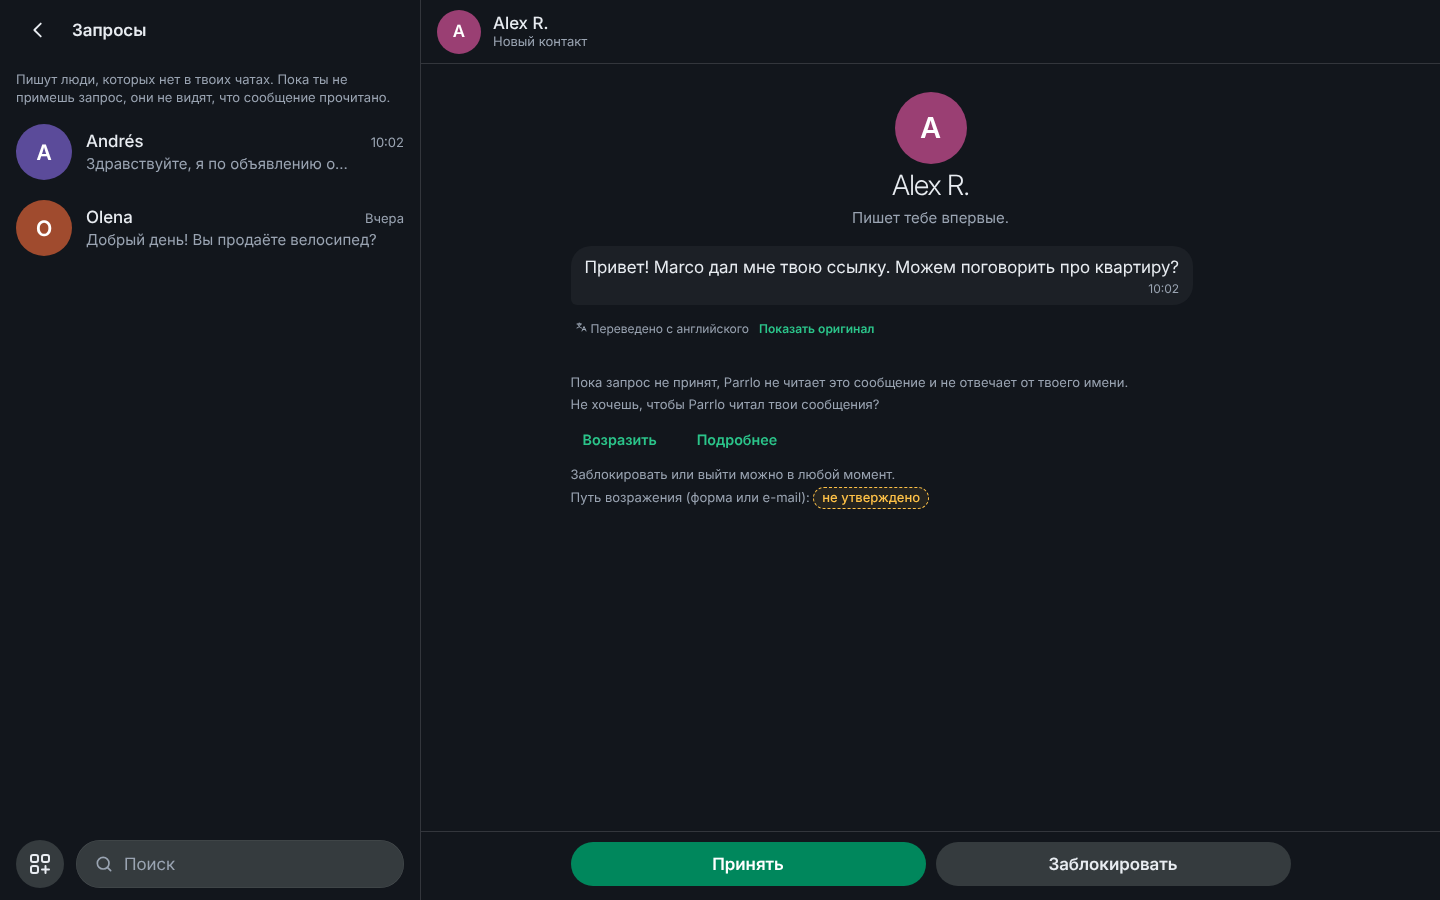 Запросы
Пишут люди, которых нет в твоих чатах. Пока ты не
примешь запрос, они не видят, что сообщение прочитано.
A
Andrés
10:02
Здравствуйте, я по объявлению о…
O
Olena
Вчера
Добрый день! Вы продаёте велосипед?
Поиск
A
Alex R.
Новый контакт
A
Alex R.
Пишет тебе впервые.
Привет! Marco дал мне твою ссылку. Можем поговорить про квартиру?
10:02
Переведено с английского Показать оригинал
Пока запрос не принят, Parrlo не читает это сообщение и не отвечает от твоего имени.
Не хочешь, чтобы Parrlo читал твои сообщения?
Возразить Подробнее
Заблокировать или выйти можно в любой момент.
Путь возражения (форма или e-mail): не утверждено
Принять Заблокировать